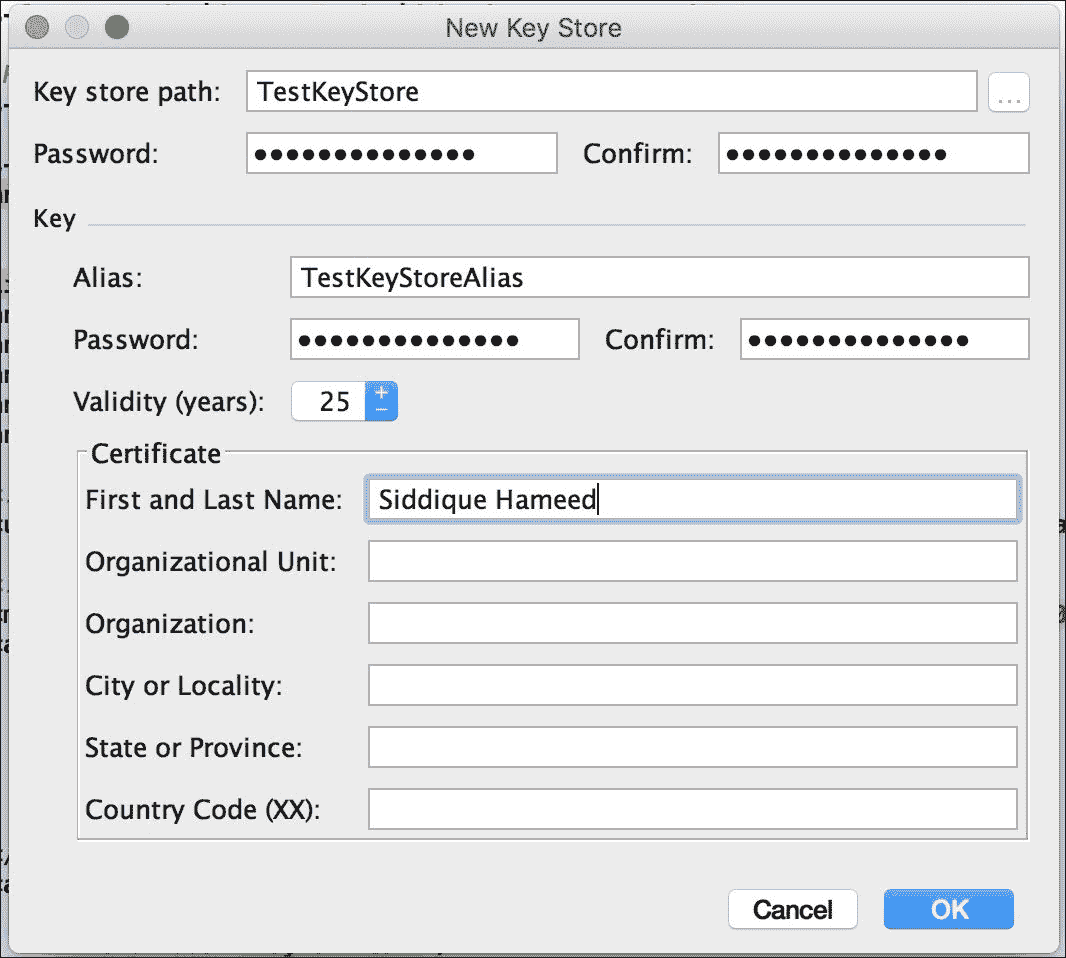 New Key Store
Key store path: TestKeyStore ...
Password: •••••••••••••• Confirm: ••••••••••••••
Key
Alias: TestKeyStoreAlias
Password: •••••••••••••• Confirm: ••••••••••••••
Validity (years): 25 + −
Certificate
First and Last Name: Siddique Hameed
Organizational Unit:
Organization:
City or Locality:
State or Province:
Country Code (XX):
Cancel OK